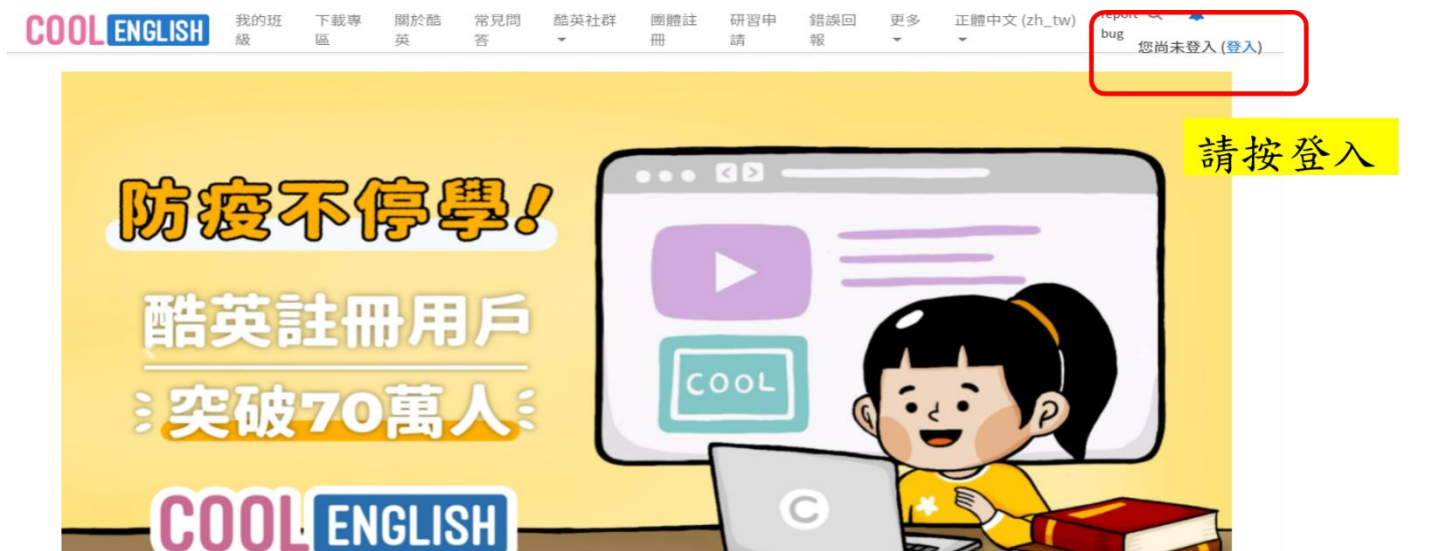 COOL ENGLISH 我的班級 下載專區 關於酷英 常見問答 酷英社群 團體註冊 研習申請 錯誤回報 更多 正體中文 (zh_tw) report bug
您尚未登入 (登入)
請按登入
防疫不停學!
酷英註冊用戶
突破70萬人
COOL
C
COOL ENGLISH